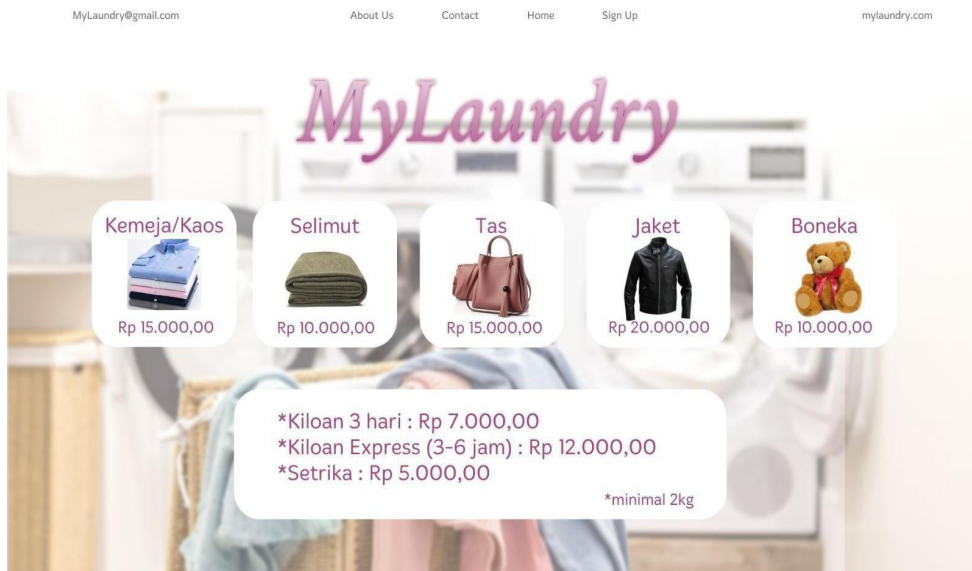 MyLaundry@gmail.com About Us Contact Home Sign Up mylaundry.com
MyLaundry
Kemeja/Kaos
Rp 15.000,00
Selimut
Rp 10.000,00
Tas
Rp 15.000,00
Jaket
Rp 20.000,00
Boneka
Rp 10.000,00
*Kiloan 3 hari : Rp 7.000,00
*Kiloan Express (3-6 jam) : Rp 12.000,00
*Setrika : Rp 5.000,00
*minimal 2kg